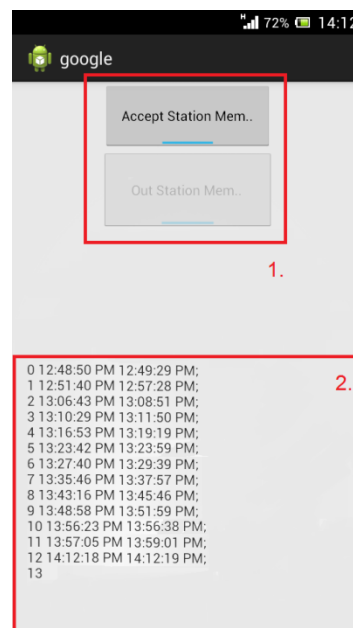 H 72% 14:12
google
Accept Station Mem..
Out Station Mem..
1.
2.
0 12:48:50 PM 12:49:29 PM;
1 12:51:40 PM 12:57:28 PM;
2 13:06:43 PM 13:08:51 PM;
3 13:10:29 PM 13:11:50 PM;
4 13:16:53 PM 13:19:19 PM;
5 13:23:42 PM 13:23:59 PM;
6 13:27:40 PM 13:29:39 PM;
7 13:35:46 PM 13:37:57 PM;
8 13:43:16 PM 13:45:46 PM;
9 13:48:58 PM 13:51:59 PM;
10 13:56:23 PM 13:56:38 PM;
11 13:57:05 PM 13:59:01 PM;
12 14:12:18 PM 14:12:19 PM;
13